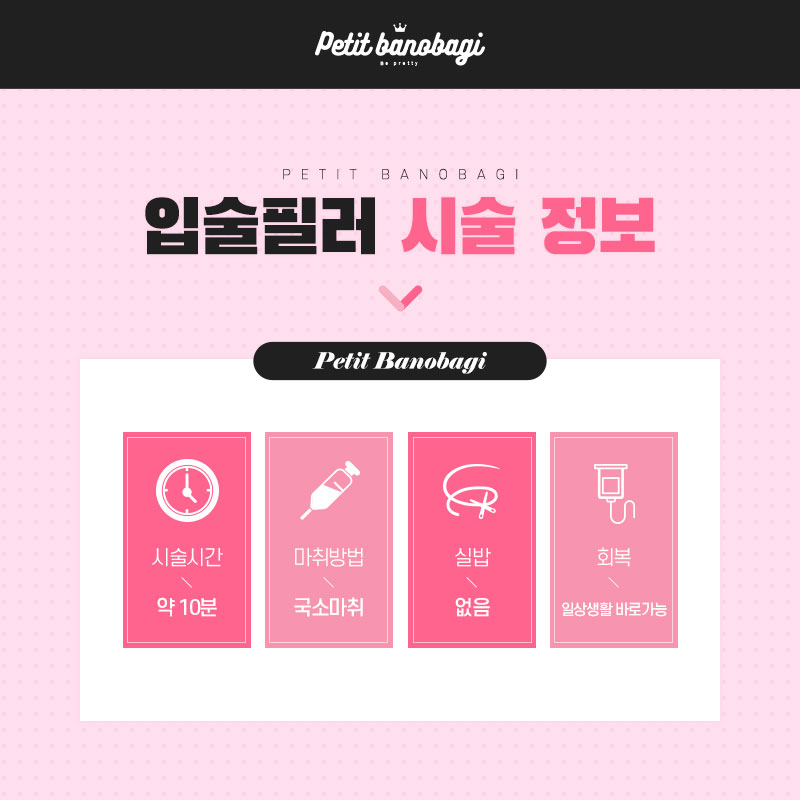 Petit banobagi
Be pretty
PETIT BANOBAGI
입술필러 시술 정보
Petit Banobagi
시술시간
약 10분
마취방법
국소마취
실밥
없음
회복
일상생활 바로가능